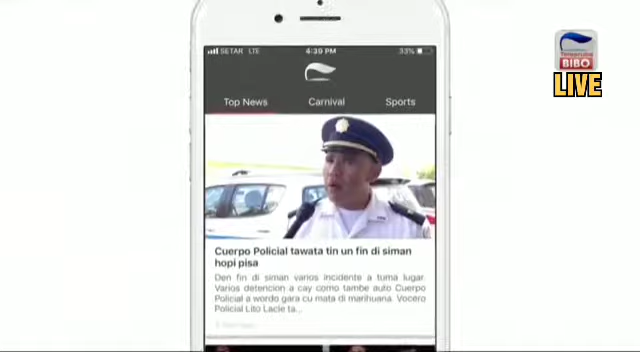 SETAR LTE 4:39 PM 33%
Telearuba
BIBO
LIVE
Top News Carnival Sports
Cuerpo Policial tawata tin un fin di siman
hopi pisa
Den fin di siman varios incidente a tuma lugar.
Varios detencion a cay como tambe auto Cuerpo
Policial a wordo gara cu mata di marihuana. Vocero
Policial Lito Lacle ta...